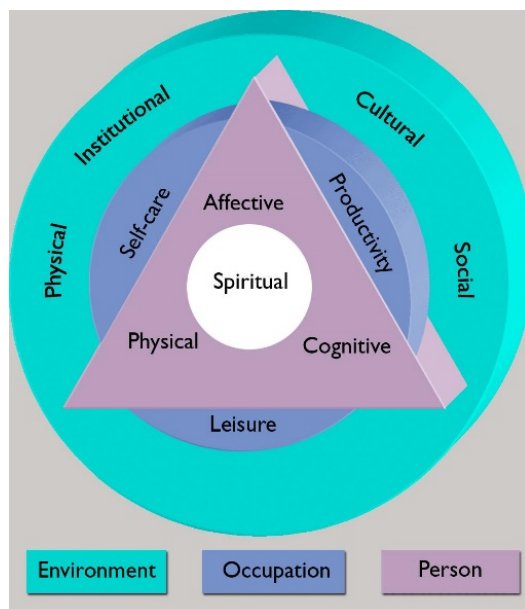 Institutional
Cultural
Physical
Social
Self-care
Productivity
Affective
Spiritual
Physical
Cognitive
Leisure
Environment
Occupation
Person